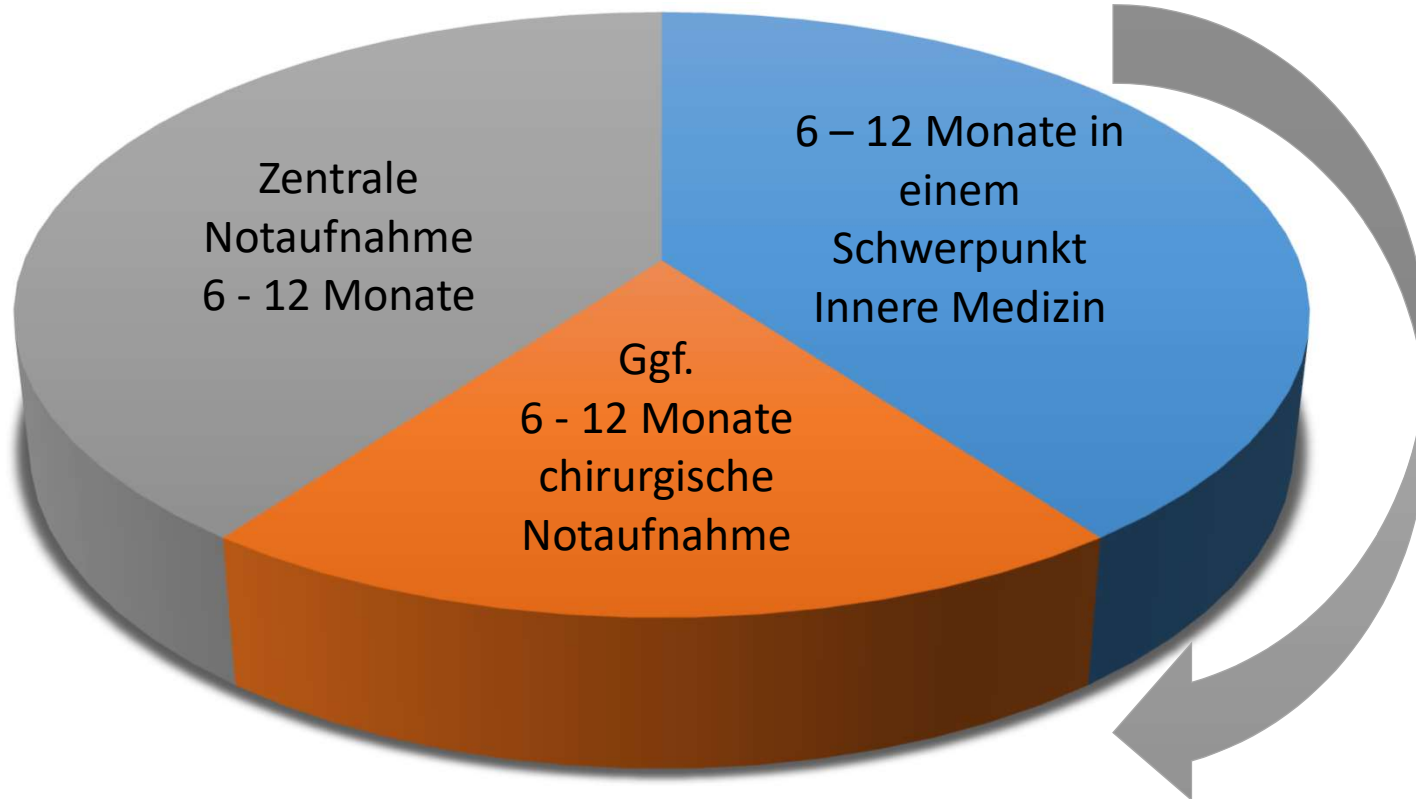 Zentrale
Notaufnahme
6 - 12 Monate
6 – 12 Monate in
einem
Schwerpunkt
Innere Medizin
Ggf.
6 - 12 Monate
chirurgische
Notaufnahme